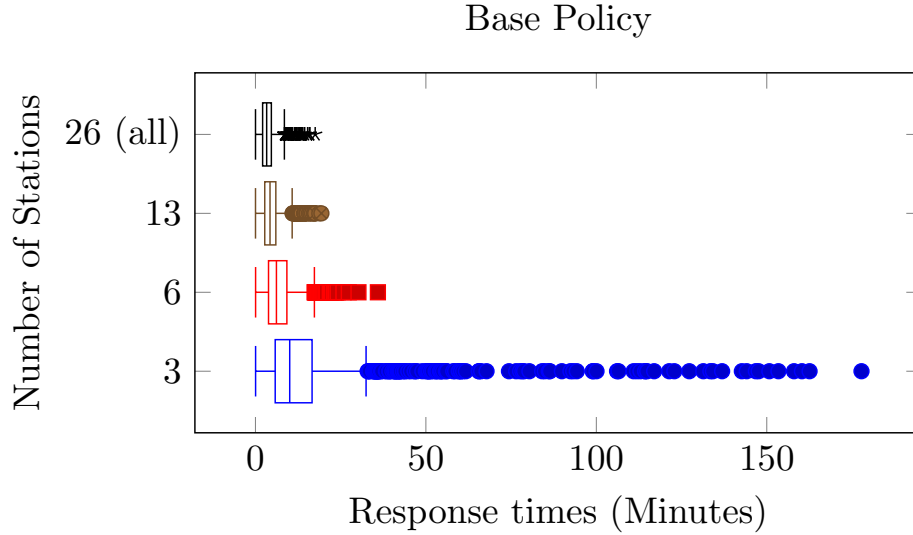 Base Policy
Number of Stations
26 (all)
13
6
3
0 50 100 150
Response times (Minutes)